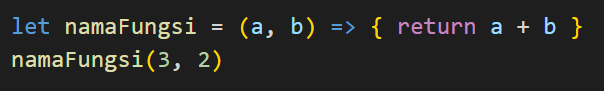 let namaFungsi = (a, b) => { return a + b }
namaFungsi(3, 2)